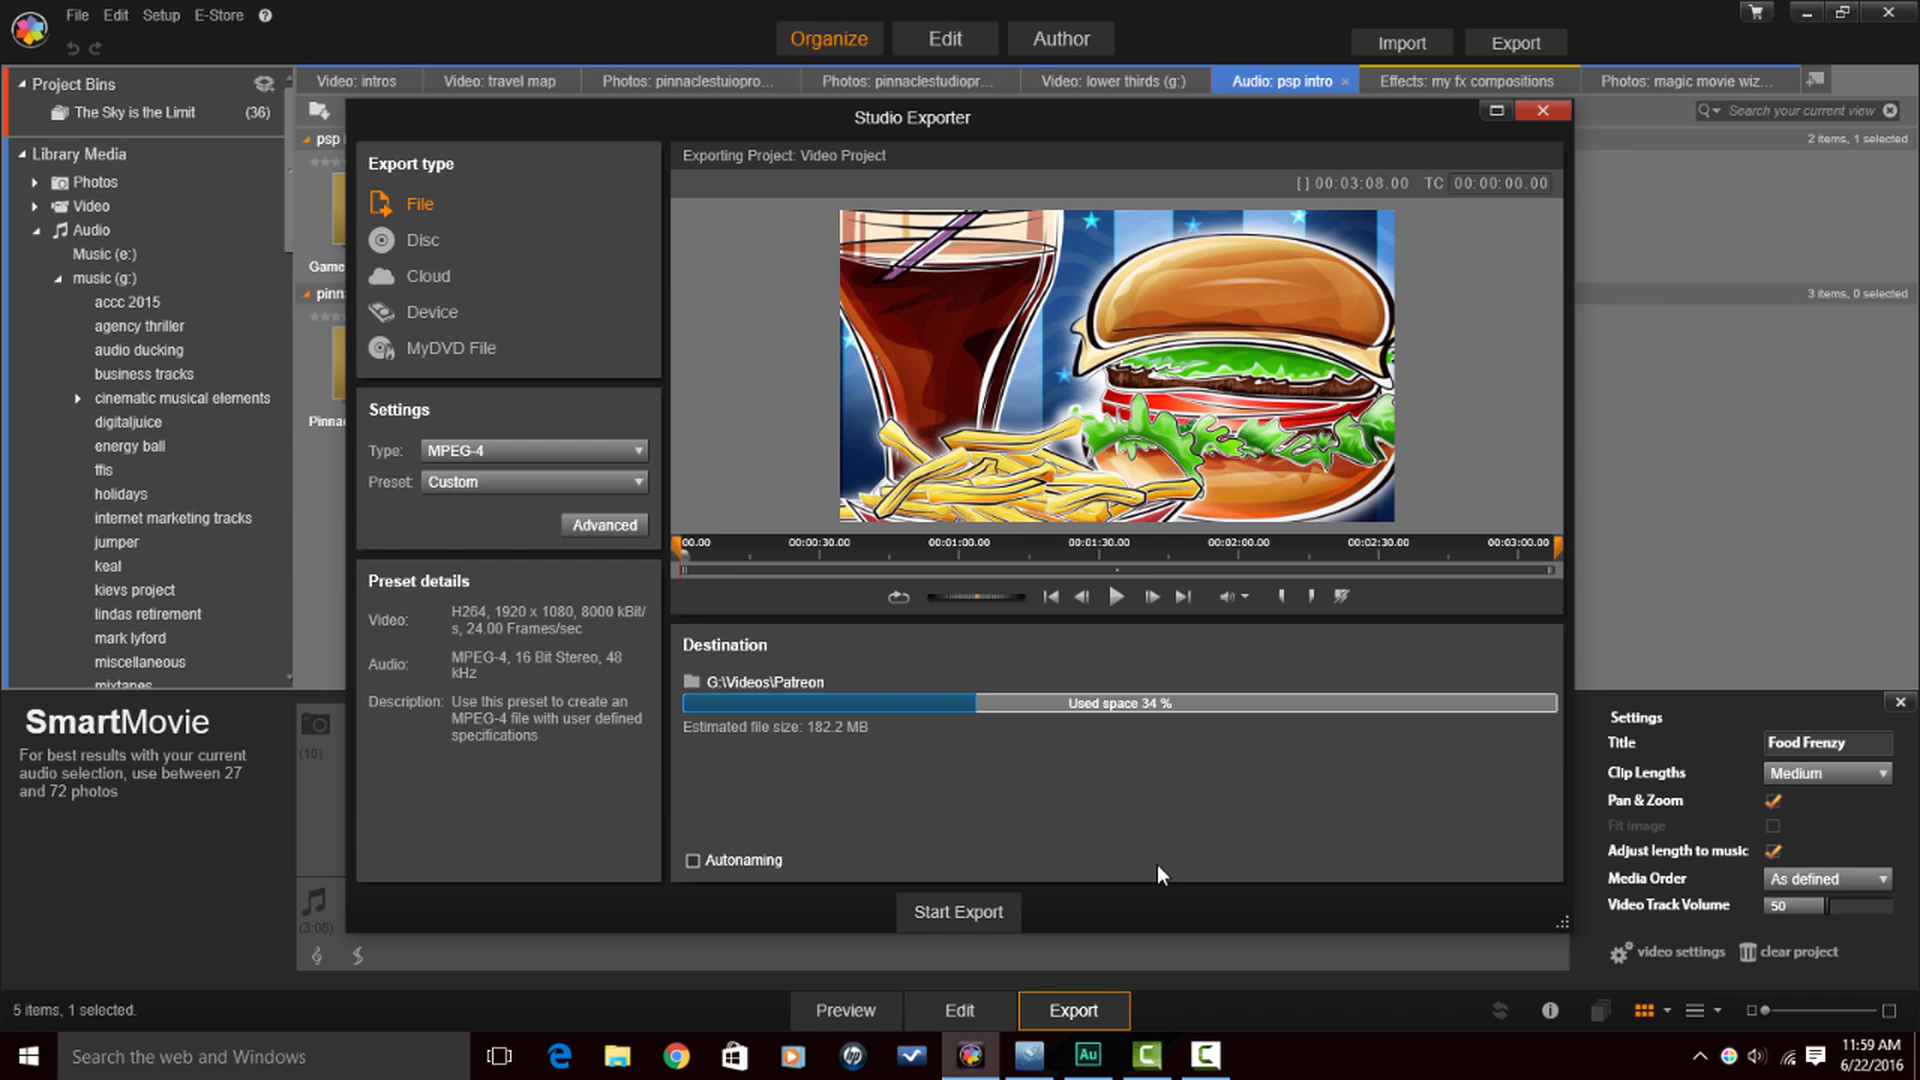 File Edit Setup E-Store
Organize Edit Author
Import Export
Project Bins
The Sky is the Limit (36)
Video: intros
Video: travel map
Photos: pinnaclestuiopro...
Photos: pinnaclestudiopr...
Video: lower thirds (g:)
Audio: psp intro
Effects: my fx compositions
Photos: magic movie wiz...
Search your current view
2 items, 1 selected
3 items, 0 selected
Library Media
Photos
Video
Audio
Music (e:)
music (g:)
accc 2015
agency thriller
audio ducking
business tracks
cinematic musical elements
digitaljuice
energy ball
ffis
holidays
internet marketing tracks
jumper
keal
kievs project
lindas retirement
mark lyford
miscellaneous
mixtapes
psp
Game
pinn
Pinnac
Studio Exporter
Export type
File
Disc
Cloud
Device
MyDVD File
Settings
Type: MPEG-4
Preset: Custom
Advanced
Preset details
Video: H264, 1920 x 1080, 8000 kBit/
s, 24.00 Frames/sec
Audio: MPEG-4, 16 Bit Stereo, 48
kHz
Description: Use this preset to create an
MPEG-4 file with user defined
specifications
Exporting Project: Video Project
[ ] 00:03:08.00 TC 00:00:00.00
00.00 00:00:30.00 00:01:00.00 00:01:30.00 00:02:00.00 00:02:30.00 00:03:00.00
Destination
G:\Videos\Patreon
Used space 34 %
Estimated file size: 182.2 MB
Autonaming
Start Export
SmartMovie
For best results with your current
audio selection, use between 27
and 72 photos
(10)
(3:08)
Settings
Title Food Frenzy
Clip Lengths Medium
Pan & Zoom
Fit image
Adjust length to music
Media Order As defined
Video Track Volume 50
video settings clear project
5 items, 1 selected.
Preview Edit Export
Search the web and Windows
hp
Au
C
C
11:59 AM
6/22/2016